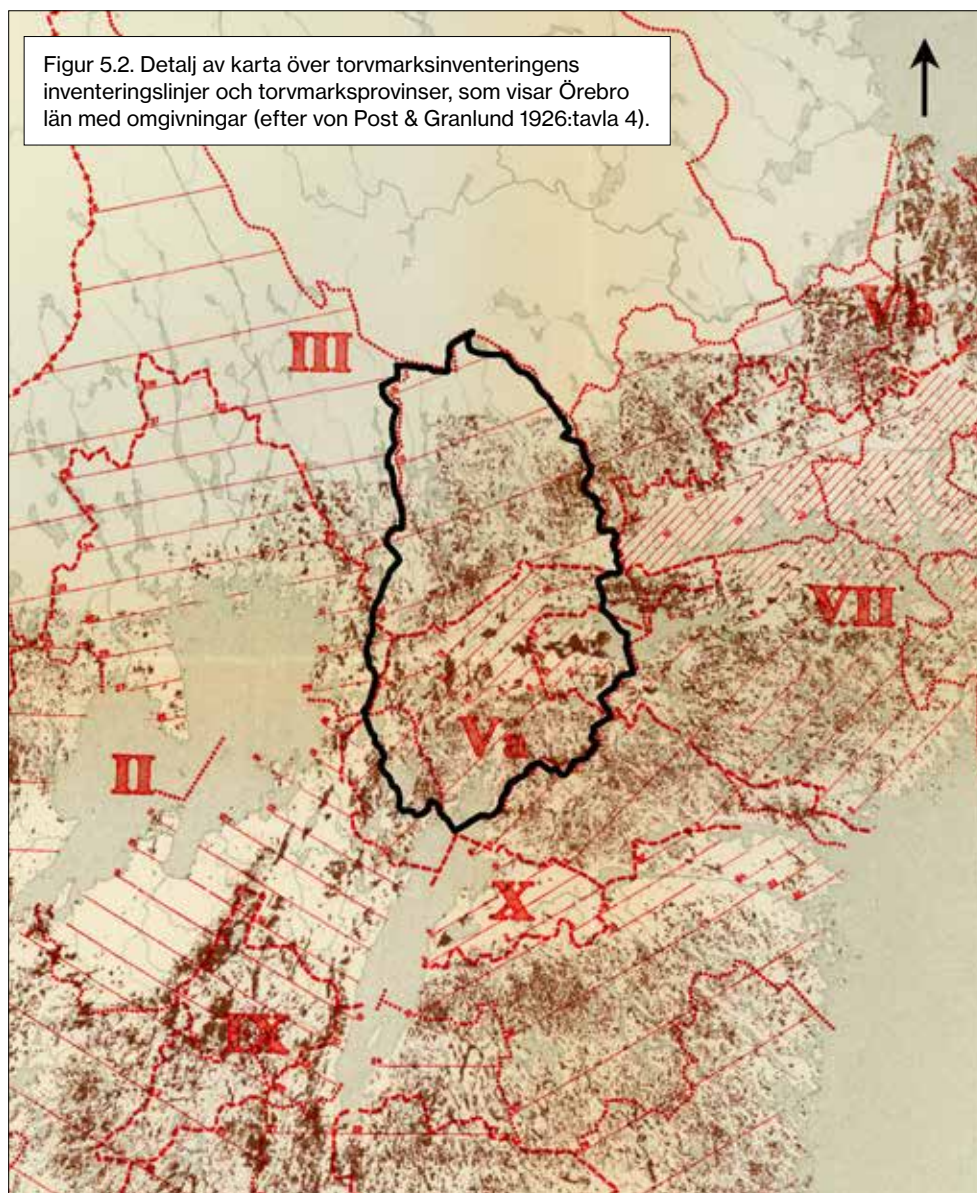 Figur 5.2. Detalj av karta över torvmarksinventeringens
inventeringslinjer och torvmarksprovinser, som visar Örebro
län med omgivningar (efter von Post & Granlund 1926:tavla 4).
Vb
III
VII
Va
II
X
IX